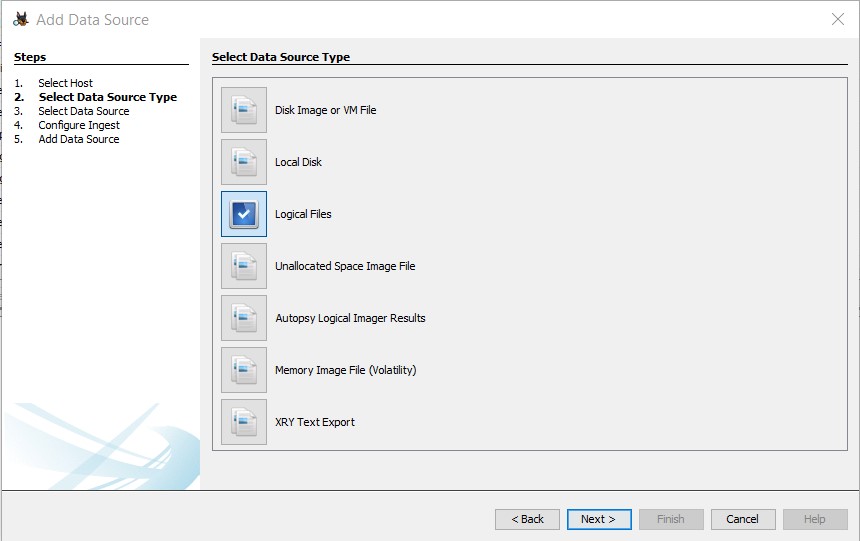 Add Data Source
Steps
1. Select Host
2. Select Data Source Type
3. Select Data Source
4. Configure Ingest
5. Add Data Source
Select Data Source Type
Disk Image or VM File
Local Disk
Logical Files
Unallocated Space Image File
Autopsy Logical Imager Results
Memory Image File (Volatility)
XRY Text Export
< Back Next > Finish Cancel Help